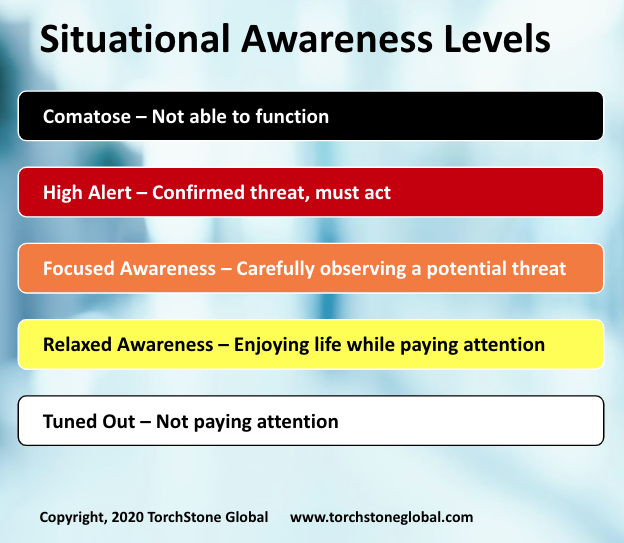 Situational Awareness Levels
Comatose – Not able to function
High Alert – Confirmed threat, must act
Focused Awareness – Carefully observing a potential threat
Relaxed Awareness – Enjoying life while paying attention
Tuned Out – Not paying attention
Copyright, 2020 TorchStone Global www.torchstoneglobal.com